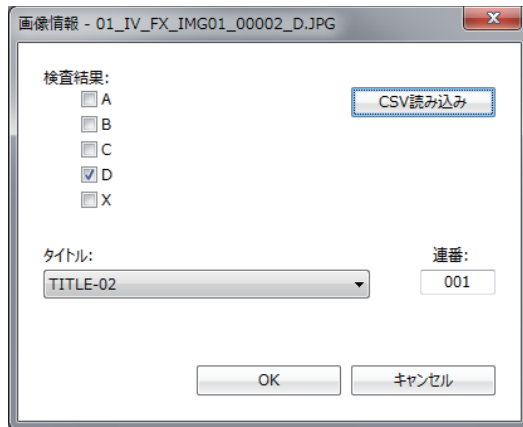 画像情報 - 01_IV_FX_IMG01_00002_D.JPG
検査結果:
A
CSV読み込み
B
C
D
X
タイトル:
連番:
TITLE-02
001
OK
キャンセル